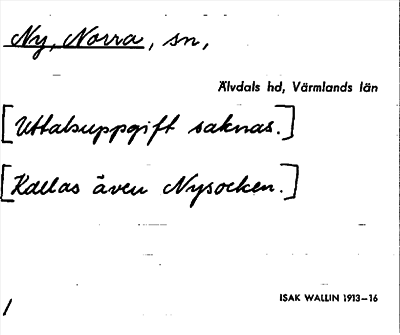 Ny, Norra, sn,
Älvdals hd, Värmlands län
[Uttalsuppgift saknas.]
[Kallas även Nysocken.]
ISAK WALLIN 1913–16
/